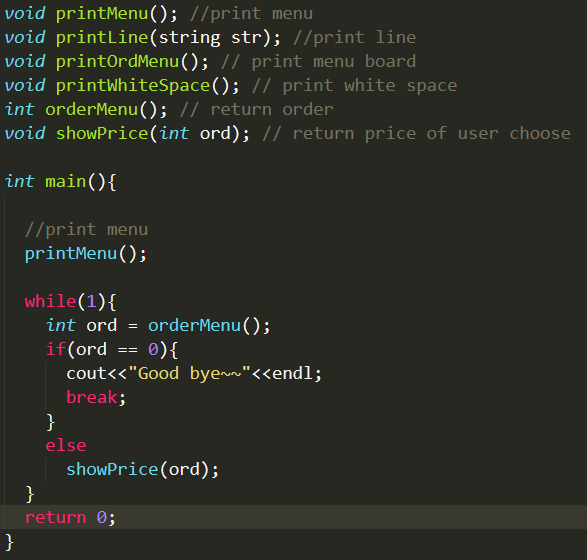 void printMenu(); //print menu
void printLine(string str); //print line
void printOrdMenu(); // print menu board
void printWhiteSpace(); // print white space
int orderMenu(); // return order
void showPrice(int ord); // return price of user choose

int main(){

  //print menu
  printMenu();

  while(1){
    int ord = orderMenu();
    if(ord == 0){
      cout<<"Good bye~~"<<endl;
      break;
    }
    else
      showPrice(ord);
  }
  return 0;
}